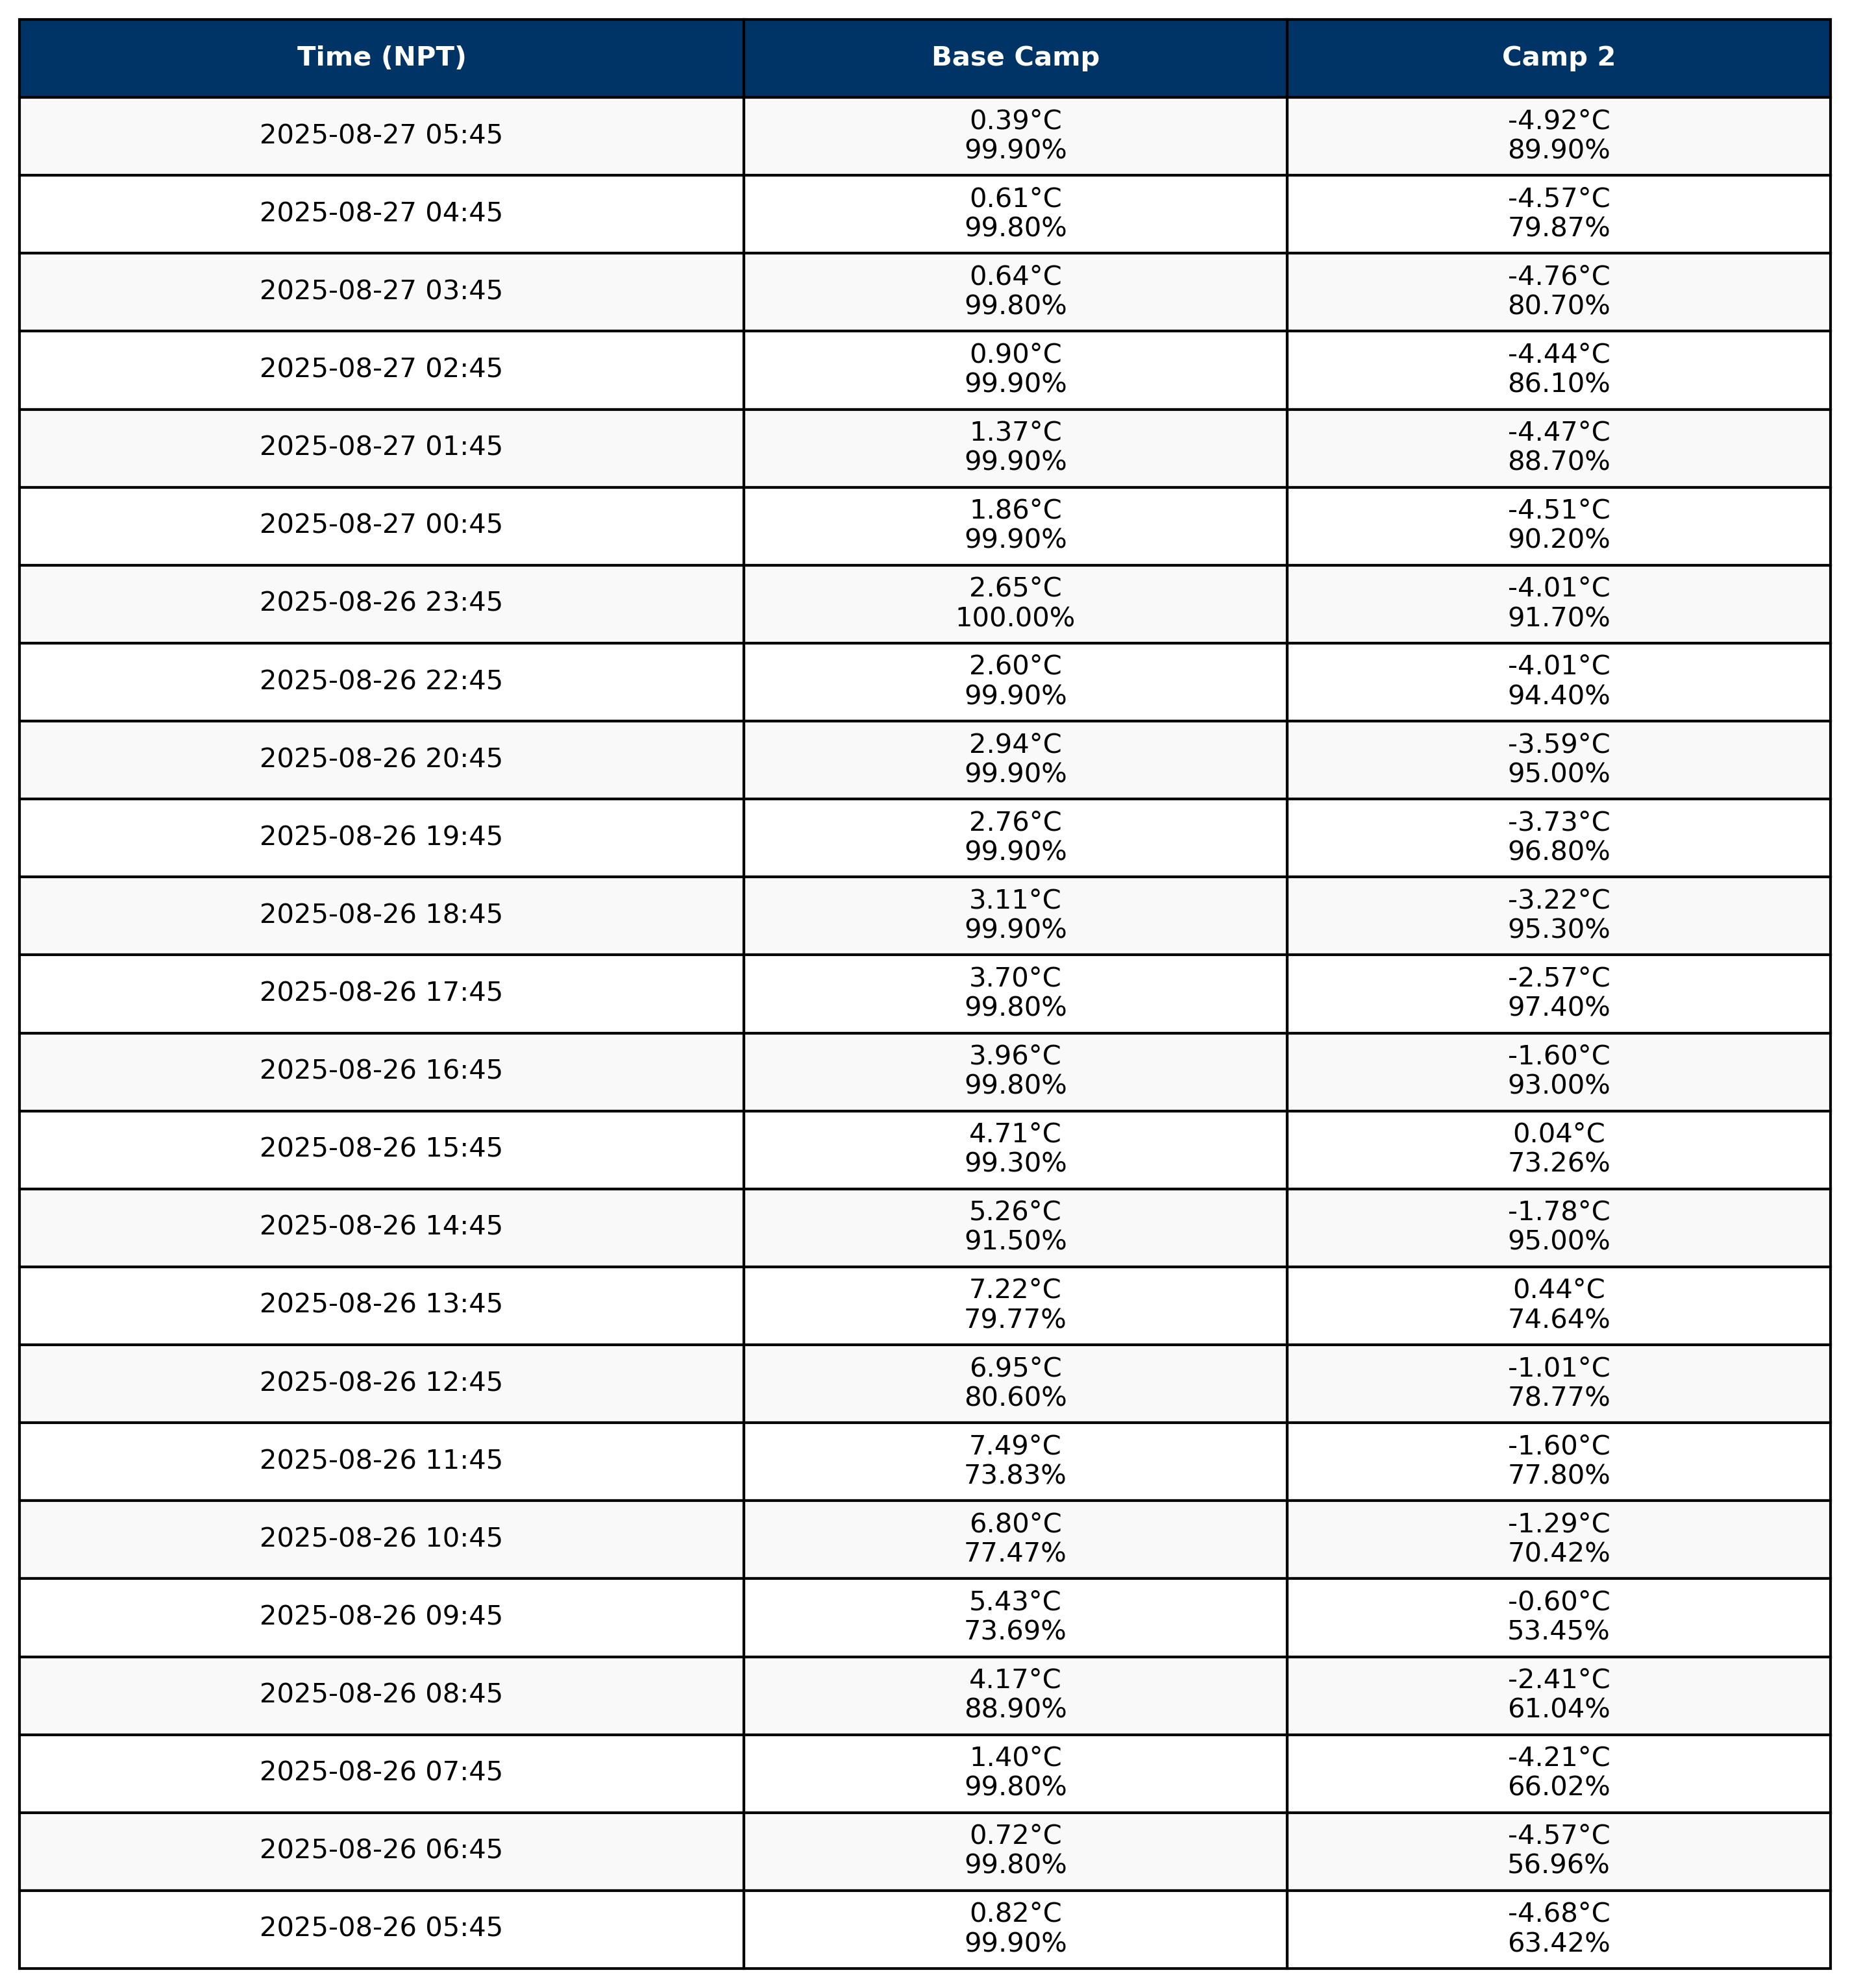 Time (NPT) Base Camp Camp 2
2025-08-27 05:45 0.39°C -4.92°C
99.90% 89.90%
2025-08-27 04:45 0.61°C -4.57°C
99.80% 79.87%
2025-08-27 03:45 0.64°C -4.76°C
99.80% 80.70%
2025-08-27 02:45 0.90°C -4.44°C
99.90% 86.10%
2025-08-27 01:45 1.37°C -4.47°C
99.90% 88.70%
2025-08-27 00:45 1.86°C -4.51°C
99.90% 90.20%
2025-08-26 23:45 2.65°C -4.01°C
100.00% 91.70%
2025-08-26 22:45 2.60°C -4.01°C
99.90% 94.40%
2025-08-26 20:45 2.94°C -3.59°C
99.90% 95.00%
2025-08-26 19:45 2.76°C -3.73°C
99.90% 96.80%
2025-08-26 18:45 3.11°C -3.22°C
99.90% 95.30%
2025-08-26 17:45 3.70°C -2.57°C
99.80% 97.40%
2025-08-26 16:45 3.96°C -1.60°C
99.80% 93.00%
2025-08-26 15:45 4.71°C 0.04°C
99.30% 73.26%
2025-08-26 14:45 5.26°C -1.78°C
91.50% 95.00%
2025-08-26 13:45 7.22°C 0.44°C
79.77% 74.64%
2025-08-26 12:45 6.95°C -1.01°C
80.60% 78.77%
2025-08-26 11:45 7.49°C -1.60°C
73.83% 77.80%
2025-08-26 10:45 6.80°C -1.29°C
77.47% 70.42%
2025-08-26 09:45 5.43°C -0.60°C
73.69% 53.45%
2025-08-26 08:45 4.17°C -2.41°C
88.90% 61.04%
2025-08-26 07:45 1.40°C -4.21°C
99.80% 66.02%
2025-08-26 06:45 0.72°C -4.57°C
99.80% 56.96%
2025-08-26 05:45 0.82°C -4.68°C
99.90% 63.42%